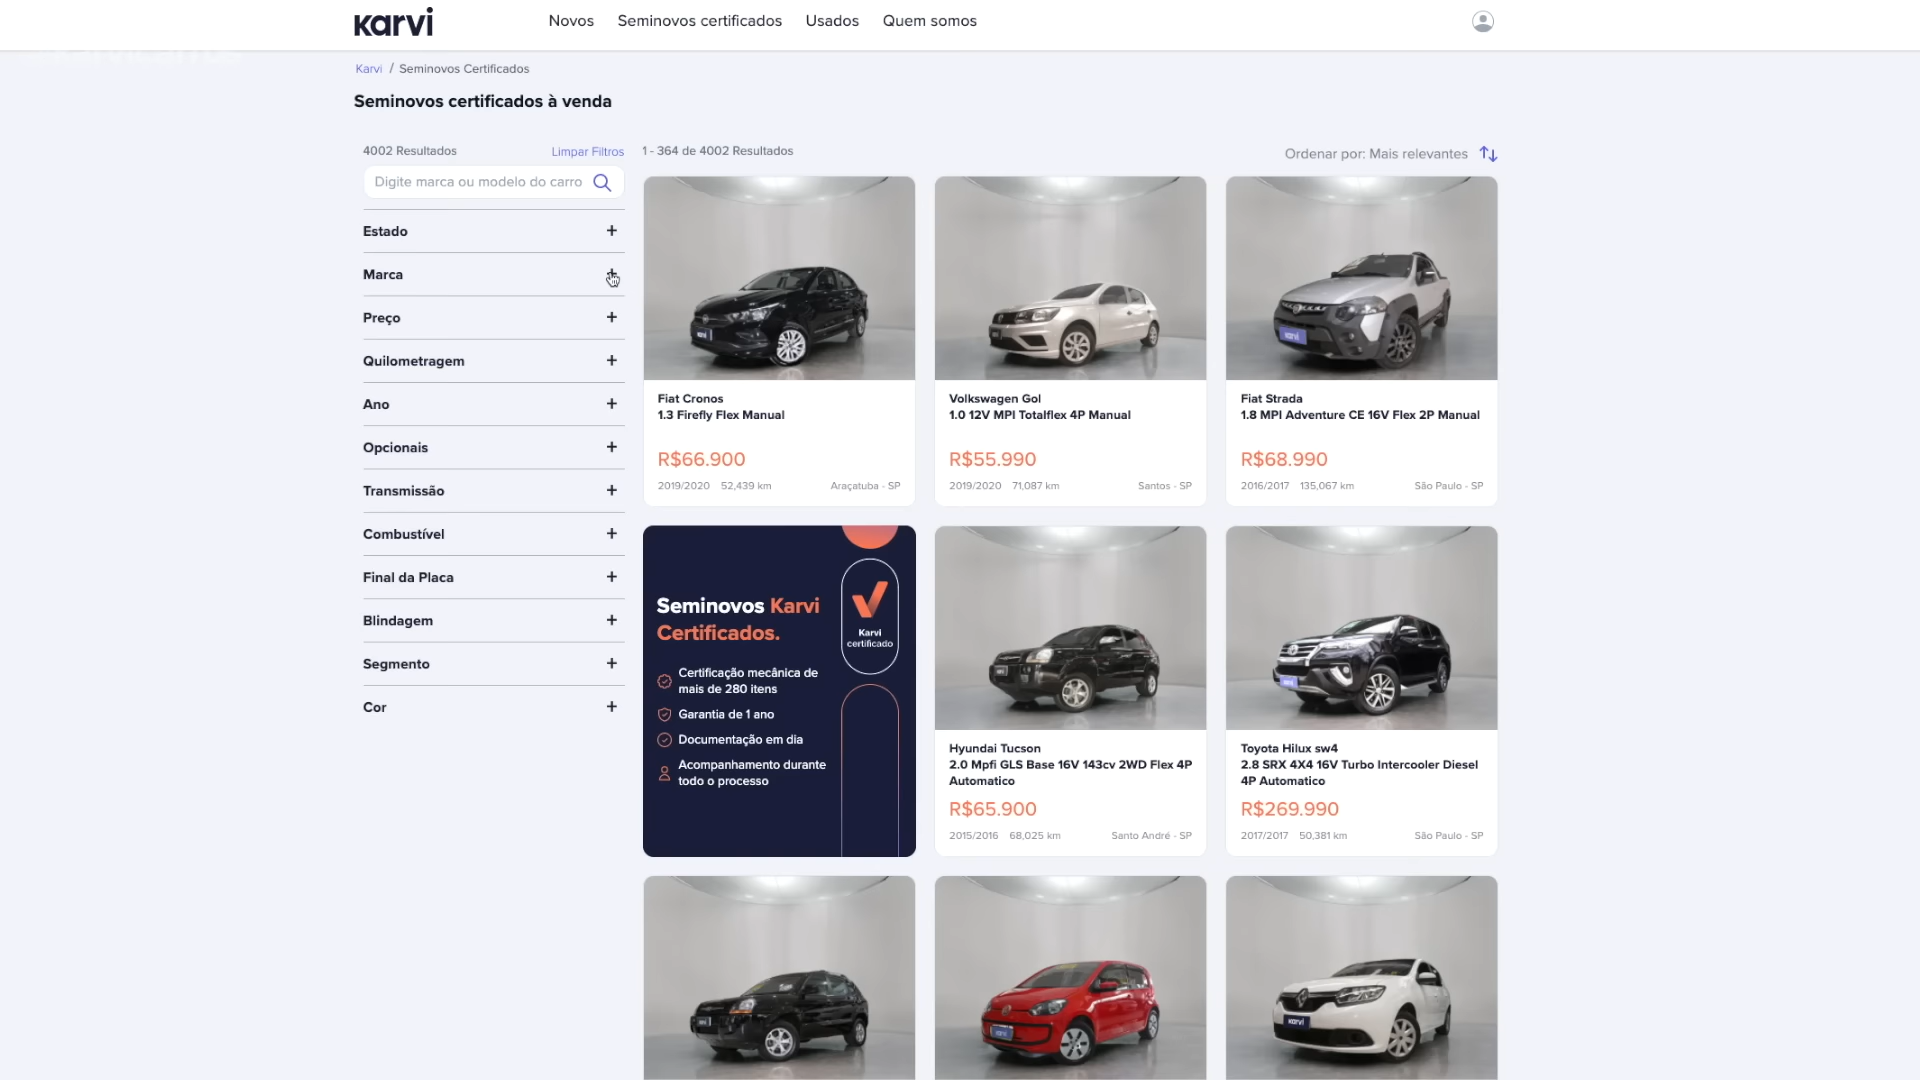 karvi
Novos
Seminovos certificados
Usados
Quem somos
Karvi / Seminovos Certificados
Seminovos certificados à venda
4002 Resultados
Limpar Filtros
1 - 364 de 4002 Resultados
Ordenar por: Mais relevantes
Digite marca ou modelo do carro
Estado
Marca
Preço
Quilometragem
Ano
Opcionais
Transmissão
Combustível
Final da Placa
Blindagem
Segmento
Cor
Fiat Cronos
1.3 Firefly Flex Manual
R$66.900
2019/2020 52,439 km
Araçatuba - SP
Volkswagen Gol
1.0 12V MPI Totalflex 4P Manual
R$55.990
2019/2020 71,087 km
Santos - SP
karvi
Fiat Strada
1.8 MPI Adventure CE 16V Flex 2P Manual
R$68.990
2016/2017 135,067 km
São Paulo - SP
Seminovos Karvi
Certificados.
Karvi
certificado
Certificação mecânica de
mais de 280 itens
Garantia de 1 ano
Documentação em dia
Acompanhamento durante
todo o processo
Hyundai Tucson
2.0 Mpfi GLS Base 16V 143cv 2WD Flex 4P
Automatico
R$65.900
2015/2016 68,025 km
Santo André - SP
karvi
Toyota Hilux sw4
2.8 SRX 4X4 16V Turbo Intercooler Diesel
4P Automatico
R$269.990
2017/2017 50,381 km
São Paulo - SP
karvi